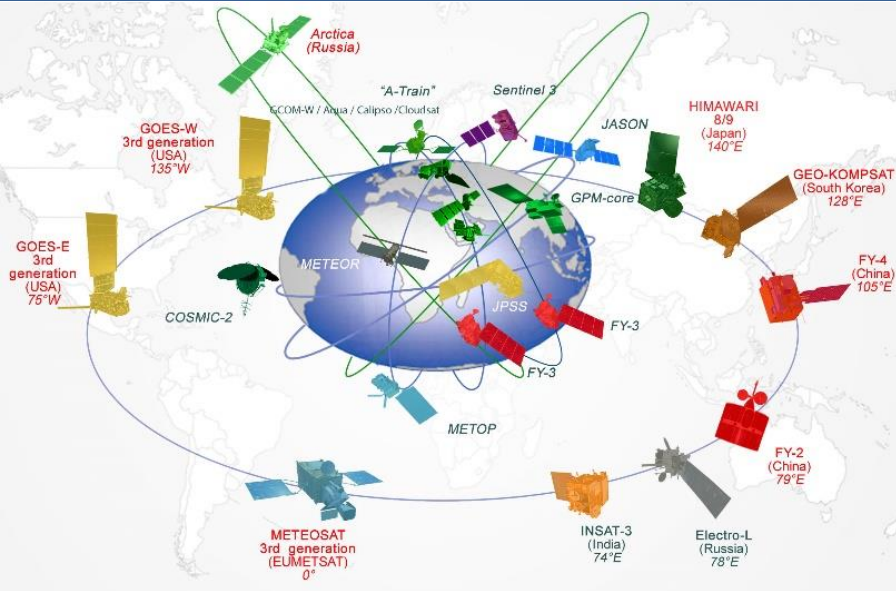 Arctica
(Russia)
"A-Train"
GCOM-W / Aqua / Calipso /Cloudsat
Sentinel 3
JASON
HIMAWARI
8/9
(Japan)
140°E
GOES-W
3rd generation
(USA)
135°W
GEO-KOMPSAT
(South Korea)
128°E
GPM-core
GOES-E
3rd
generation
(USA)
75°W
METEOR
FY-4
(China)
105°E
COSMIC-2
JPSS
FY-3
FY-3
METOP
FY-2
(China)
79°E
METEOSAT
3rd generation
(EUMETSAT)
0°
INSAT-3
(India)
74°E
Electro-L
(Russia)
78°E